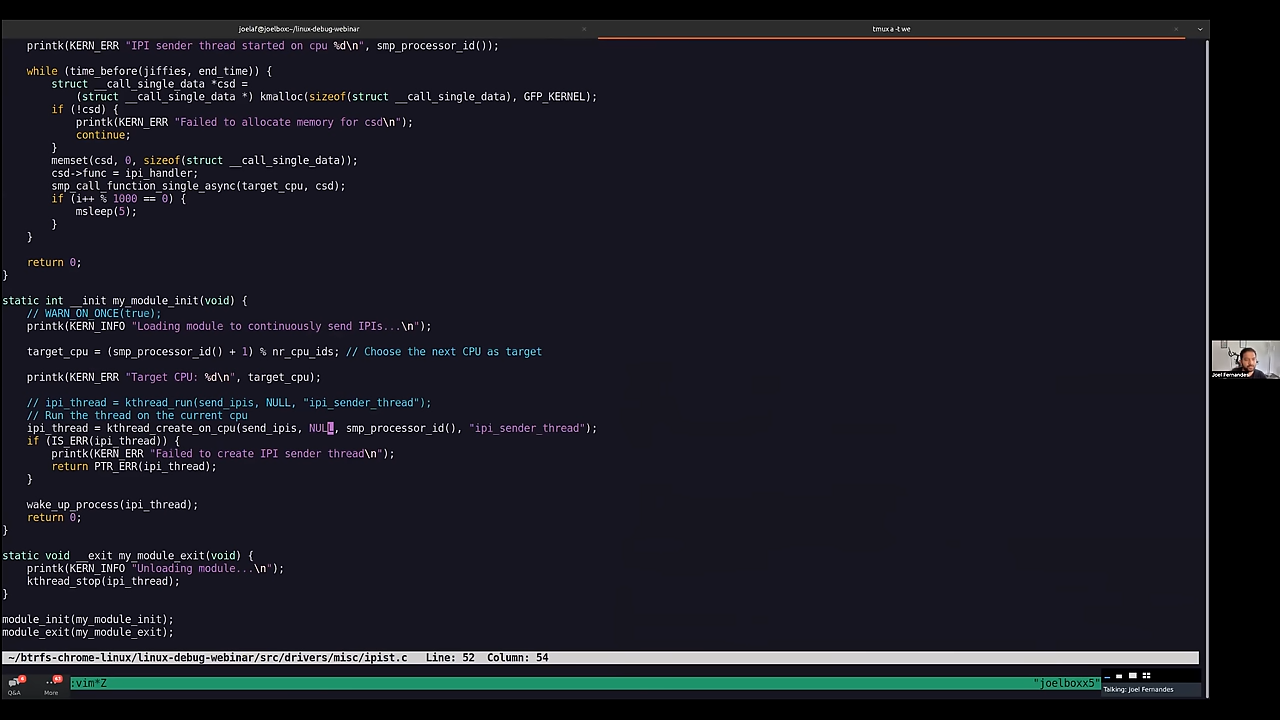 joelaf@joelbox:~/linux-debug-webinar
tmux a -t we
    printk(KERN_ERR "IPI sender thread started on cpu %d\n", smp_processor_id());
    while (time_before(jiffies, end_time)) {
        struct __call_single_data *csd =
            (struct __call_single_data *) kmalloc(sizeof(struct __call_single_data), GFP_KERNEL);
        if (!csd) {
            printk(KERN_ERR "Failed to allocate memory for csd\n");
            continue;
        }
        memset(csd, 0, sizeof(struct __call_single_data));
        csd->func = ipi_handler;
        smp_call_function_single_async(target_cpu, csd);
        if (i++ % 1000 == 0) {
            msleep(5);
        }
    }
    return 0;
}
static int __init my_module_init(void) {
    // WARN_ON_ONCE(true);
    printk(KERN_INFO "Loading module to continuously send IPIs...\n");
    target_cpu = (smp_processor_id() + 1) % nr_cpu_ids; // Choose the next CPU as target
    printk(KERN_ERR "Target CPU: %d\n", target_cpu);
    // ipi_thread = kthread_run(send_ipis, NULL, "ipi_sender_thread");
    // Run the thread on the current cpu
    ipi_thread = kthread_create_on_cpu(send_ipis, NULL, smp_processor_id(), "ipi_sender_thread");
    if (IS_ERR(ipi_thread)) {
        printk(KERN_ERR "Failed to create IPI sender thread\n");
        return PTR_ERR(ipi_thread);
    }
    wake_up_process(ipi_thread);
    return 0;
}
static void __exit my_module_exit(void) {
    printk(KERN_INFO "Unloading module...\n");
    kthread_stop(ipi_thread);
}
module_init(my_module_init);
module_exit(my_module_exit);
~/btrfs-chrome-linux/linux-debug-webinar/src/drivers/misc/ipist.c   Line: 52  Column: 54
:vim*Z
"joelboxx5"
Q&A
More
Talking: Joel Fernandes
Joel Fernandes